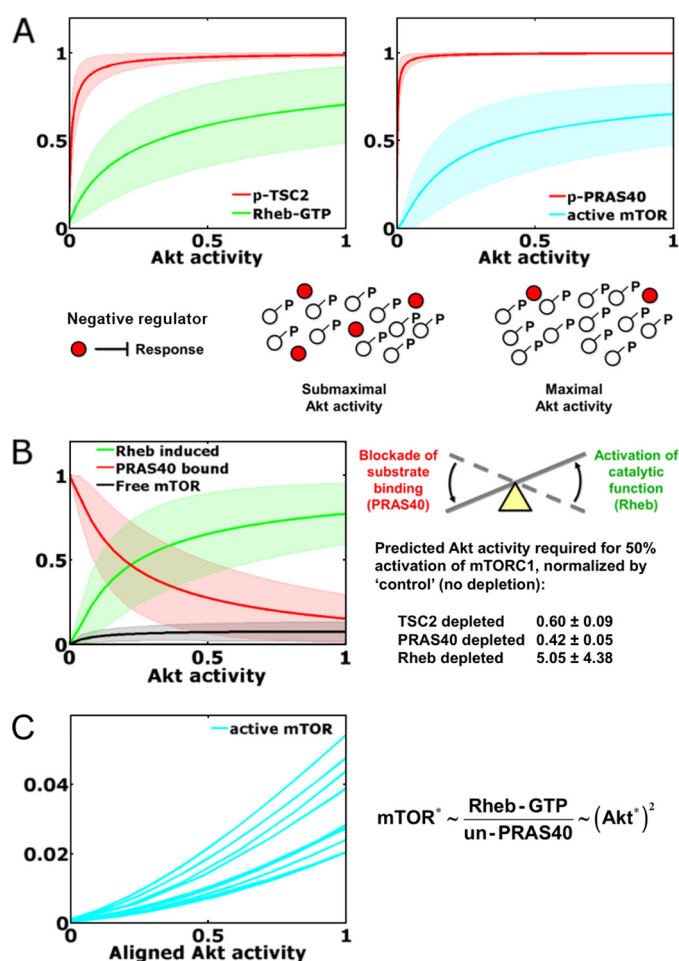 A
1
0.5
0
0
0.5
1
p-TSC2
Rheb-GTP
Akt activity
1
0.5
0
0
0.5
1
p-PRAS40
active mTOR
Akt activity
Negative regulator
Response
P P P P P P P P P P
Submaximal
Akt activity
P P P P P P P P P P P P
Maximal
Akt activity
B
1
0.5
0
0
0.5
1
Rheb induced
PRAS40 bound
Free mTOR
Akt activity
Blockade of
substrate
binding
(PRAS40)
Activation of
catalytic
function
(Rheb)
Predicted Akt activity required for 50%
activation of mTORC1, normalized by
‘control’ (no depletion):
TSC2 depleted 0.60 ± 0.09
PRAS40 depleted 0.42 ± 0.05
Rheb depleted 5.05 ± 4.38
C
0.04
0.02
0
0
0.5
1
active mTOR
Aligned Akt activity
mTOR* ~ Rheb-GTP / un-PRAS40 ~ (Akt*)²